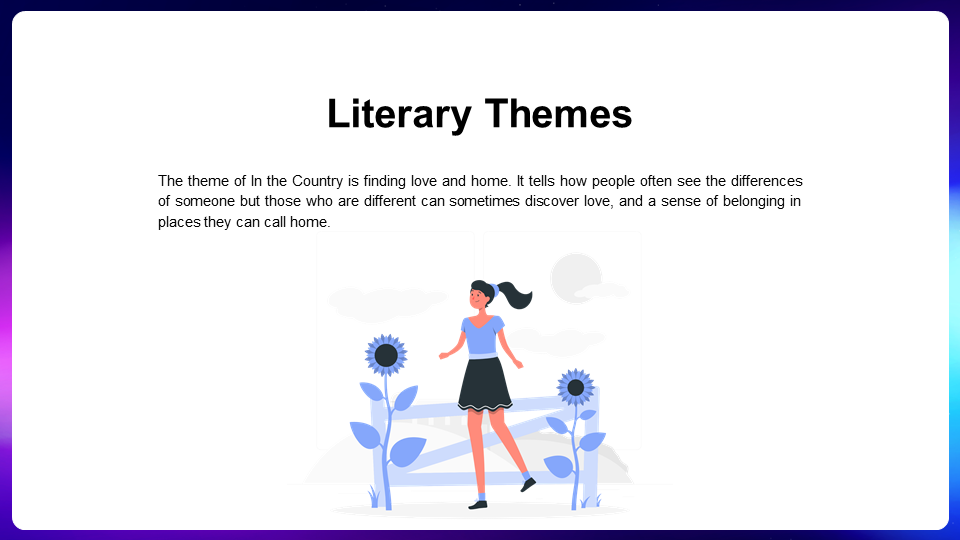 Literary Themes
The theme of In the Country is finding love and home. It tells how people often see the differences
of someone but those who are different can sometimes discover love, and a sense of belonging in
places they can call home.